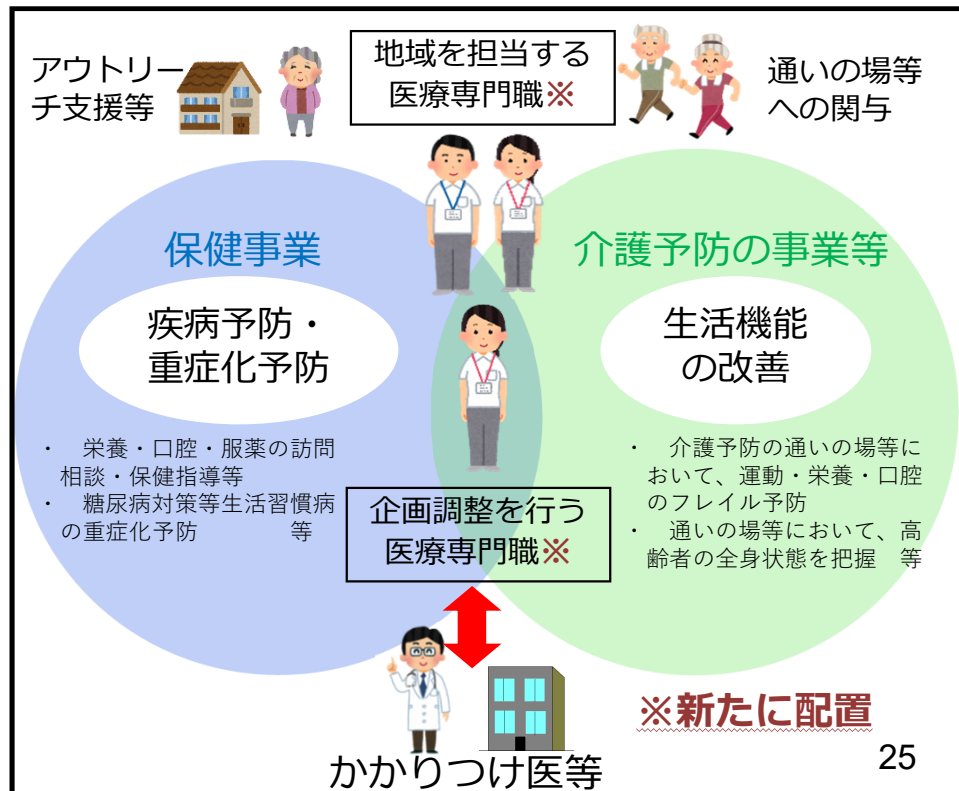 アウトリー
チ支援等
地域を担当する
医療専門職※
通いの場等
への関与
保健事業
疾病予防・
重症化予防
・　栄養・口腔・服薬の訪問
相談・保健指導等
・　糖尿病対策等生活習慣病
の重症化予防　　　　等
介護予防の事業等
生活機能
の改善
・　介護予防の通いの場等に
おいて、運動・栄養・口腔
のフレイル予防
・　通いの場等において、高
齢者の全身状態を把握　等
企画調整を行う
医療専門職※
かかりつけ医等
※新たに配置
25